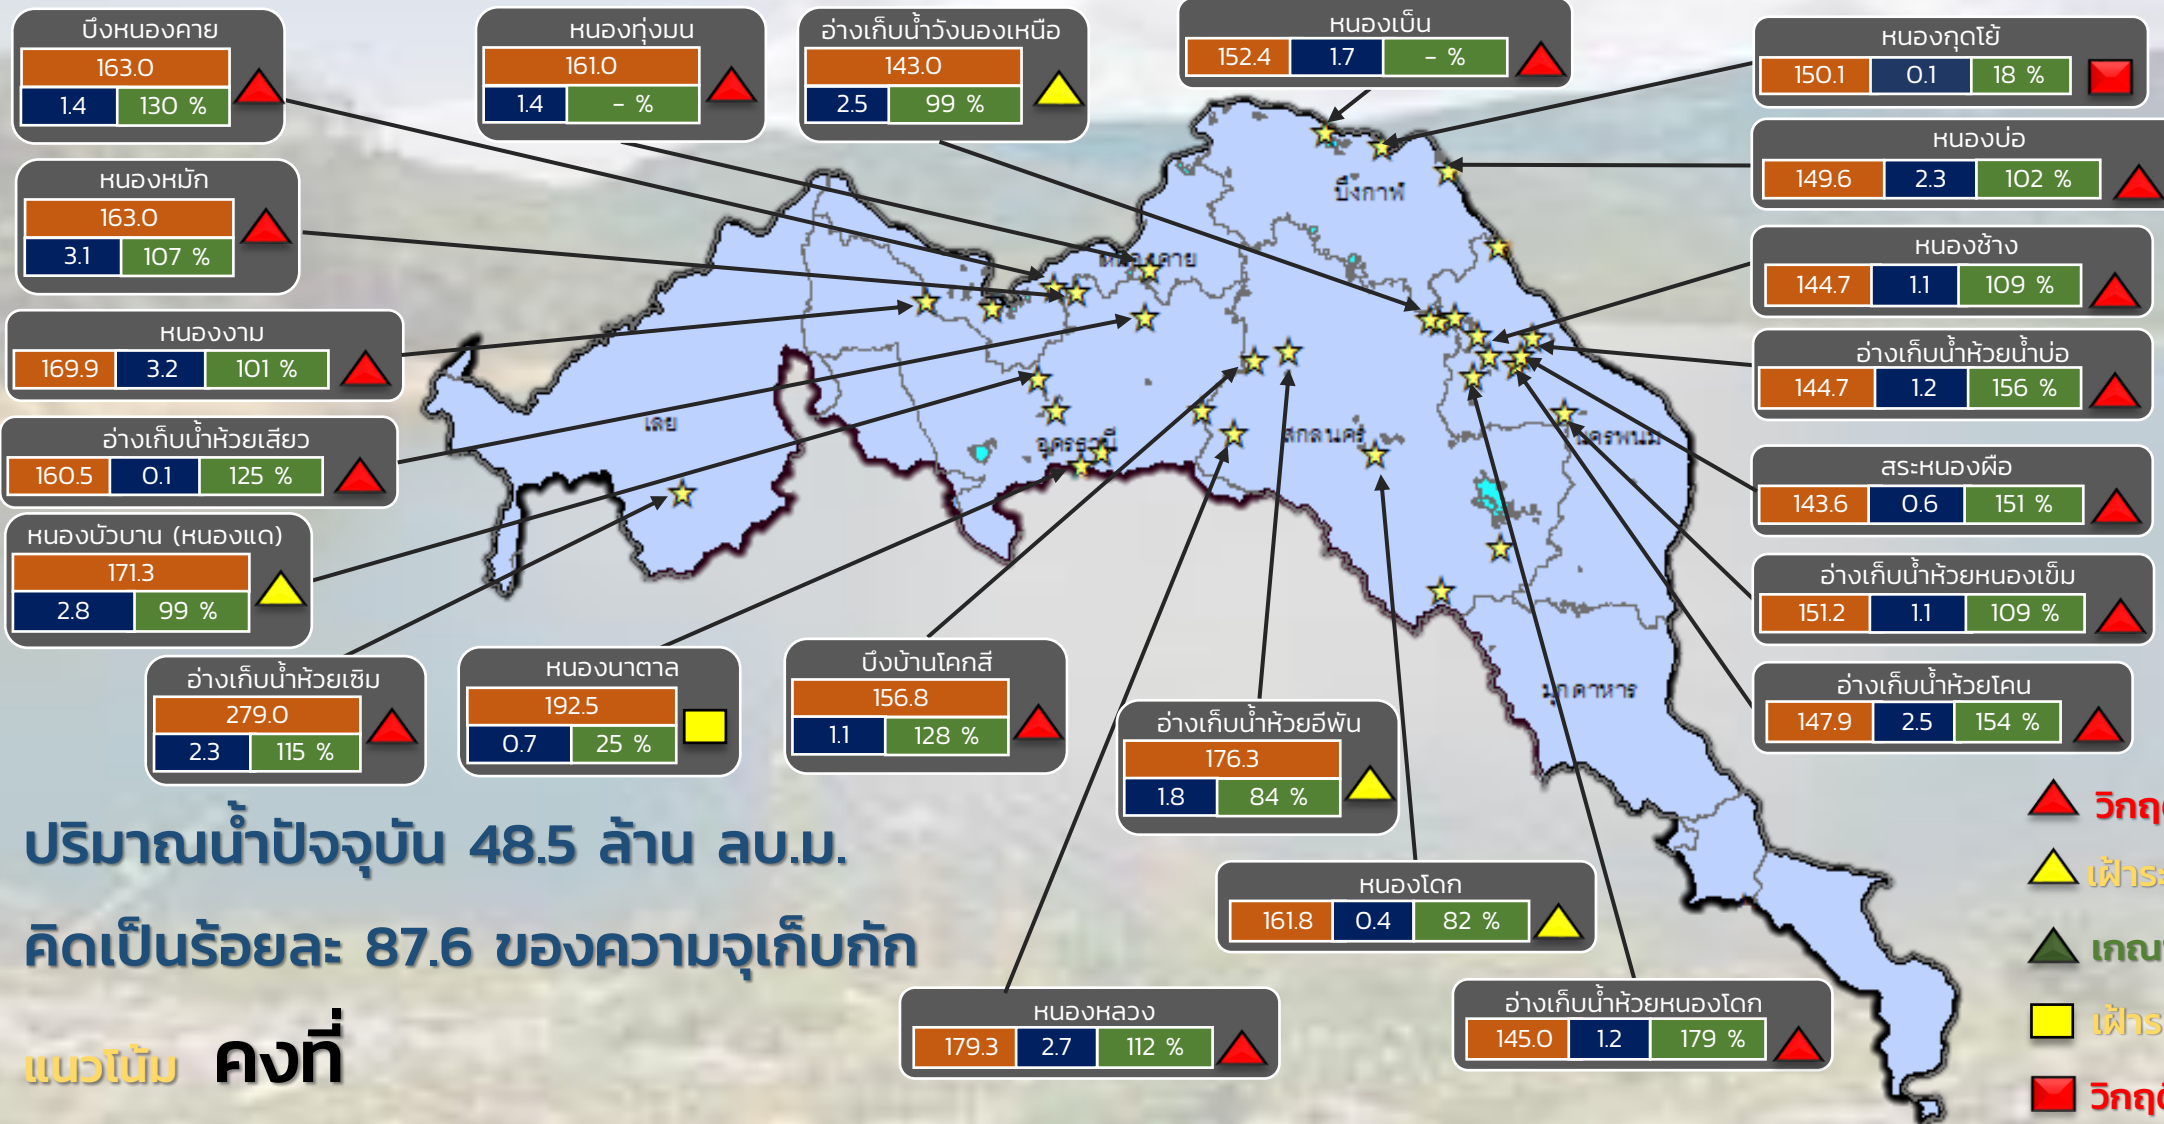 บึงหนองคาย
163.0
1.4 130 %
หนองทุ่งมน
161.0
1.4 - %
อ่างเก็บน้ำวังนองเหนือ
143.0
2.5 99 %
หนองเบ็น
152.4 1.7 - %
หนองกุดโย้
150.1 0.1 18 %
หนองหมัก
163.0
3.1 107 %
หนองบ่อ
149.6 2.3 102 %
หนองช้าง
144.7 1.1 109 %
หนองงาม
169.9 3.2 101 %
อ่างเก็บน้ำห้วยน้ำบ่อ
144.7 1.2 156 %
อ่างเก็บน้ำห้วยเสียว
160.5 0.1 125 %
สระหนองผือ
143.6 0.6 151 %
หนองบัวบาน (หนองแด)
171.3
2.8 99 %
อ่างเก็บน้ำห้วยหนองเข็ม
151.2 1.1 109 %
อ่างเก็บน้ำห้วยโคน
147.9 2.5 154 %
อ่างเก็บน้ำห้วยเซิม
279.0
2.3 115 %
หนองนาตาล
192.5
0.7 25 %
บึงบ้านโคกสี
156.8
1.1 128 %
อ่างเก็บน้ำห้วยอีพัน
176.3
1.8 84 %
หนองโดก
161.8 0.4 82 %
หนองหลวง
179.3 2.7 112 %
อ่างเก็บน้ำห้วยหนองโดก
145.0 1.2 179 %
บึงกาฬ
หนองคาย
เลย
อุดรธานี
สกลนคร
นครพนม
มุกดาหาร
ปริมาณน้ำปัจจุบัน 48.5 ล้าน ลบ.ม.
คิดเป็นร้อยละ 87.6 ของความจุเก็บกัก
แนวโน้ม คงที่